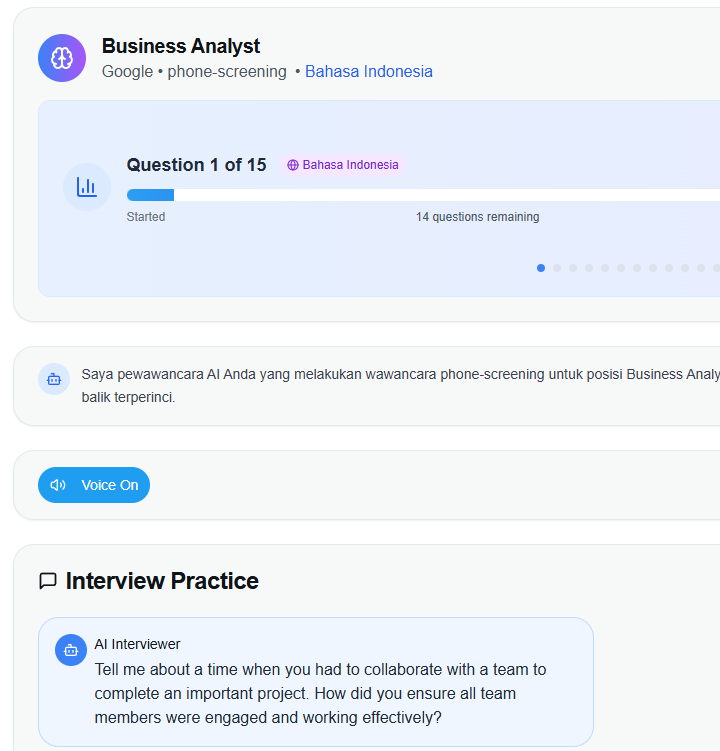 Business Analyst
Google • phone-screening • Bahasa Indonesia
Question 1 of 15 Bahasa Indonesia
Started 14 questions remaining
Saya pewawancara AI Anda yang melakukan wawancara phone-screening untuk posisi Business Analy
balik terperinci.
Voice On
Interview Practice
AI Interviewer
Tell me about a time when you had to collaborate with a team to
complete an important project. How did you ensure all team
members were engaged and working effectively?